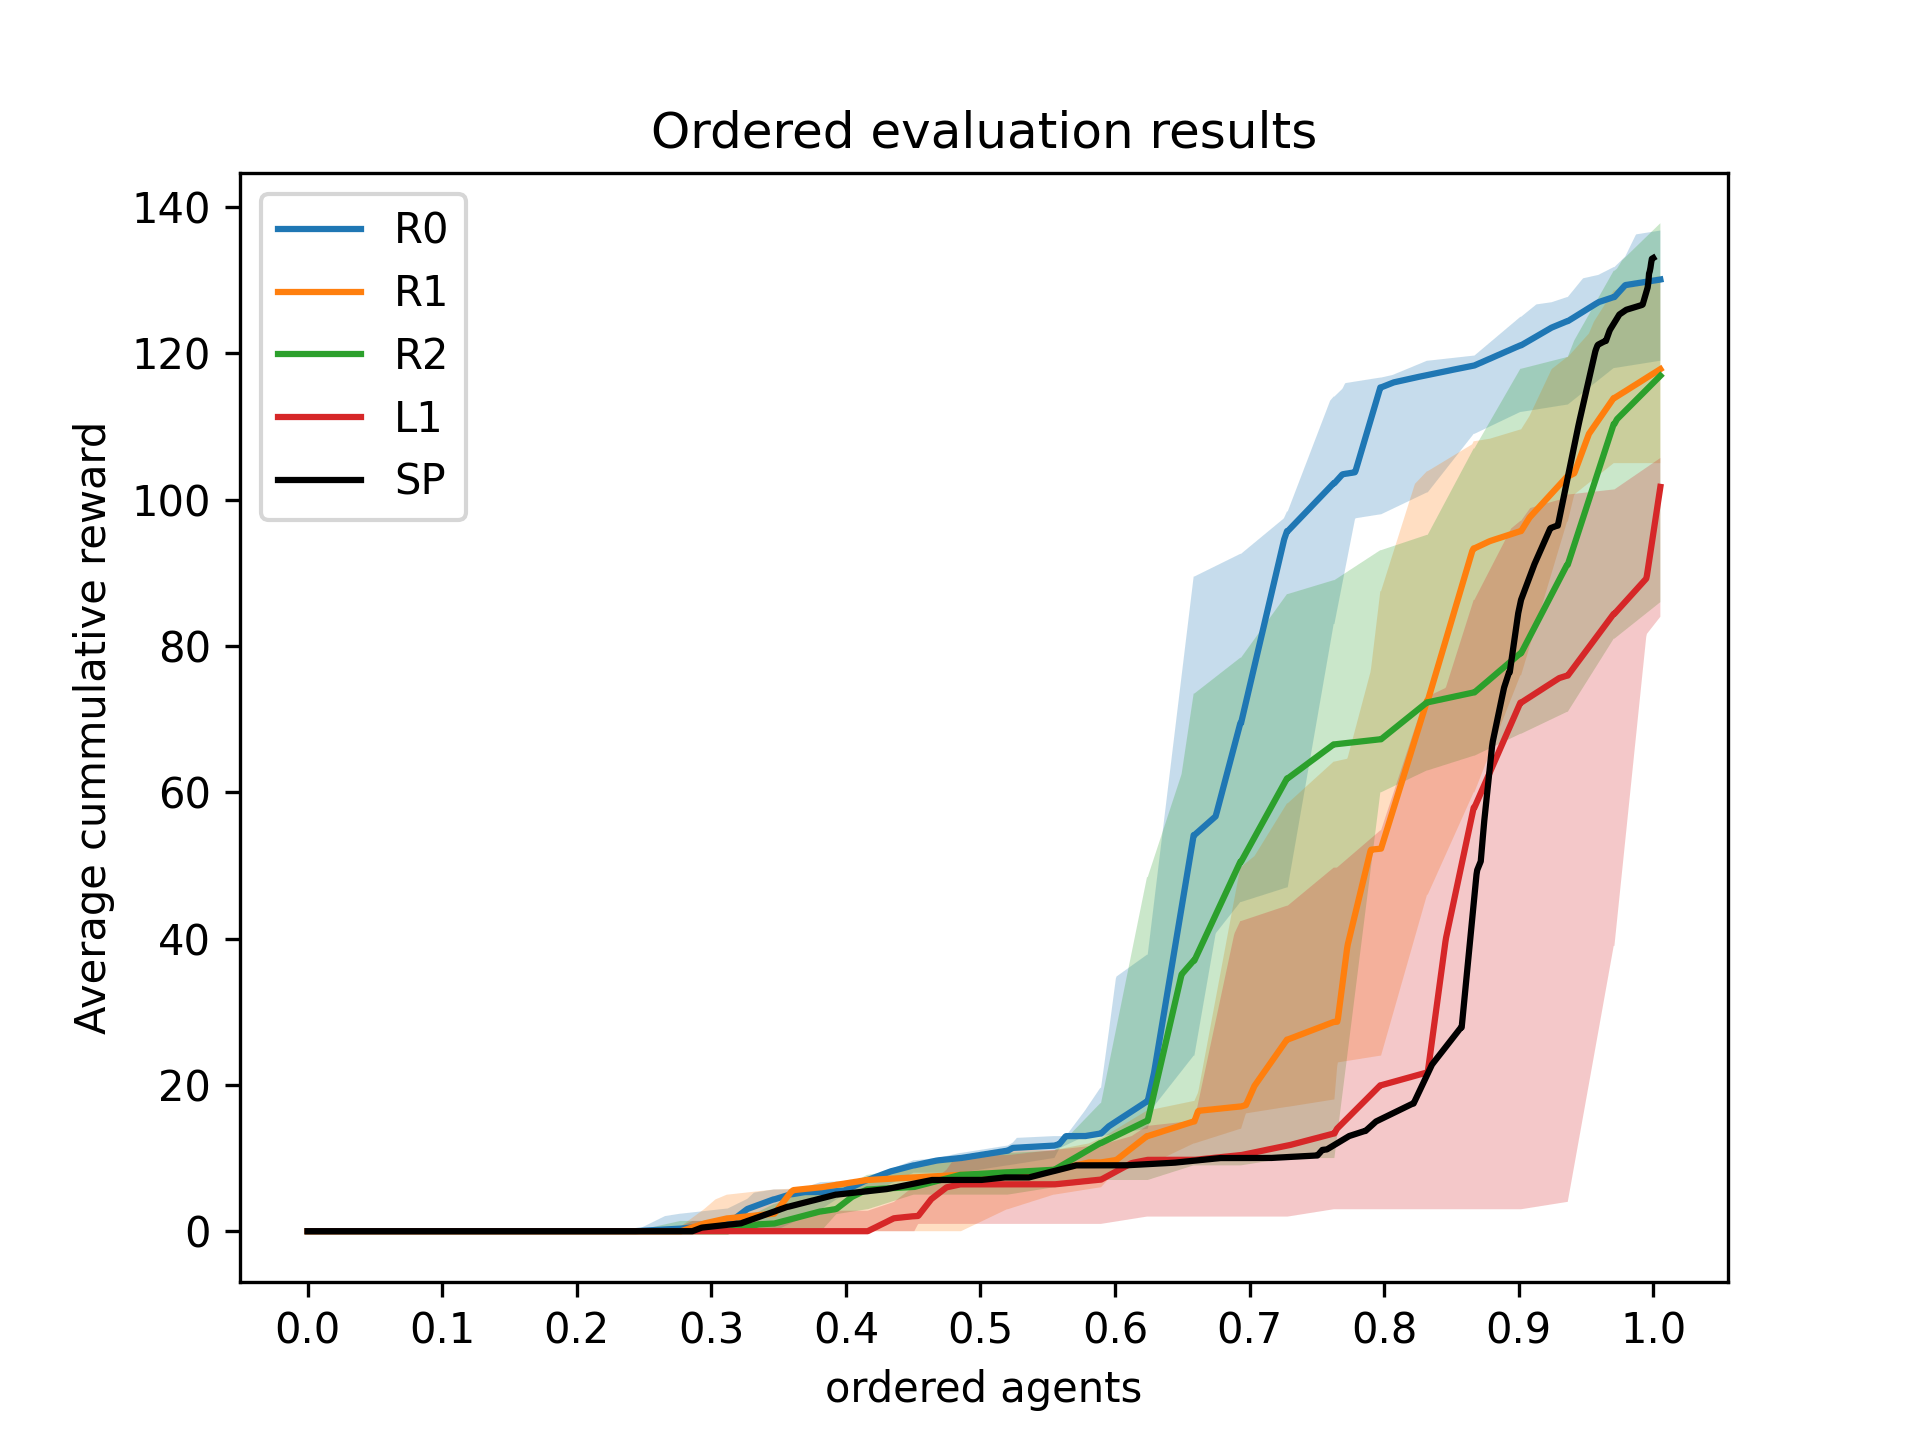 Ordered evaluation results
R0
R1
R2
L1
SP
140
120
100
80
60
40
20
0
Average cummulative reward
0.0 0.1 0.2 0.3 0.4 0.5 0.6 0.7 0.8 0.9 1.0
ordered agents